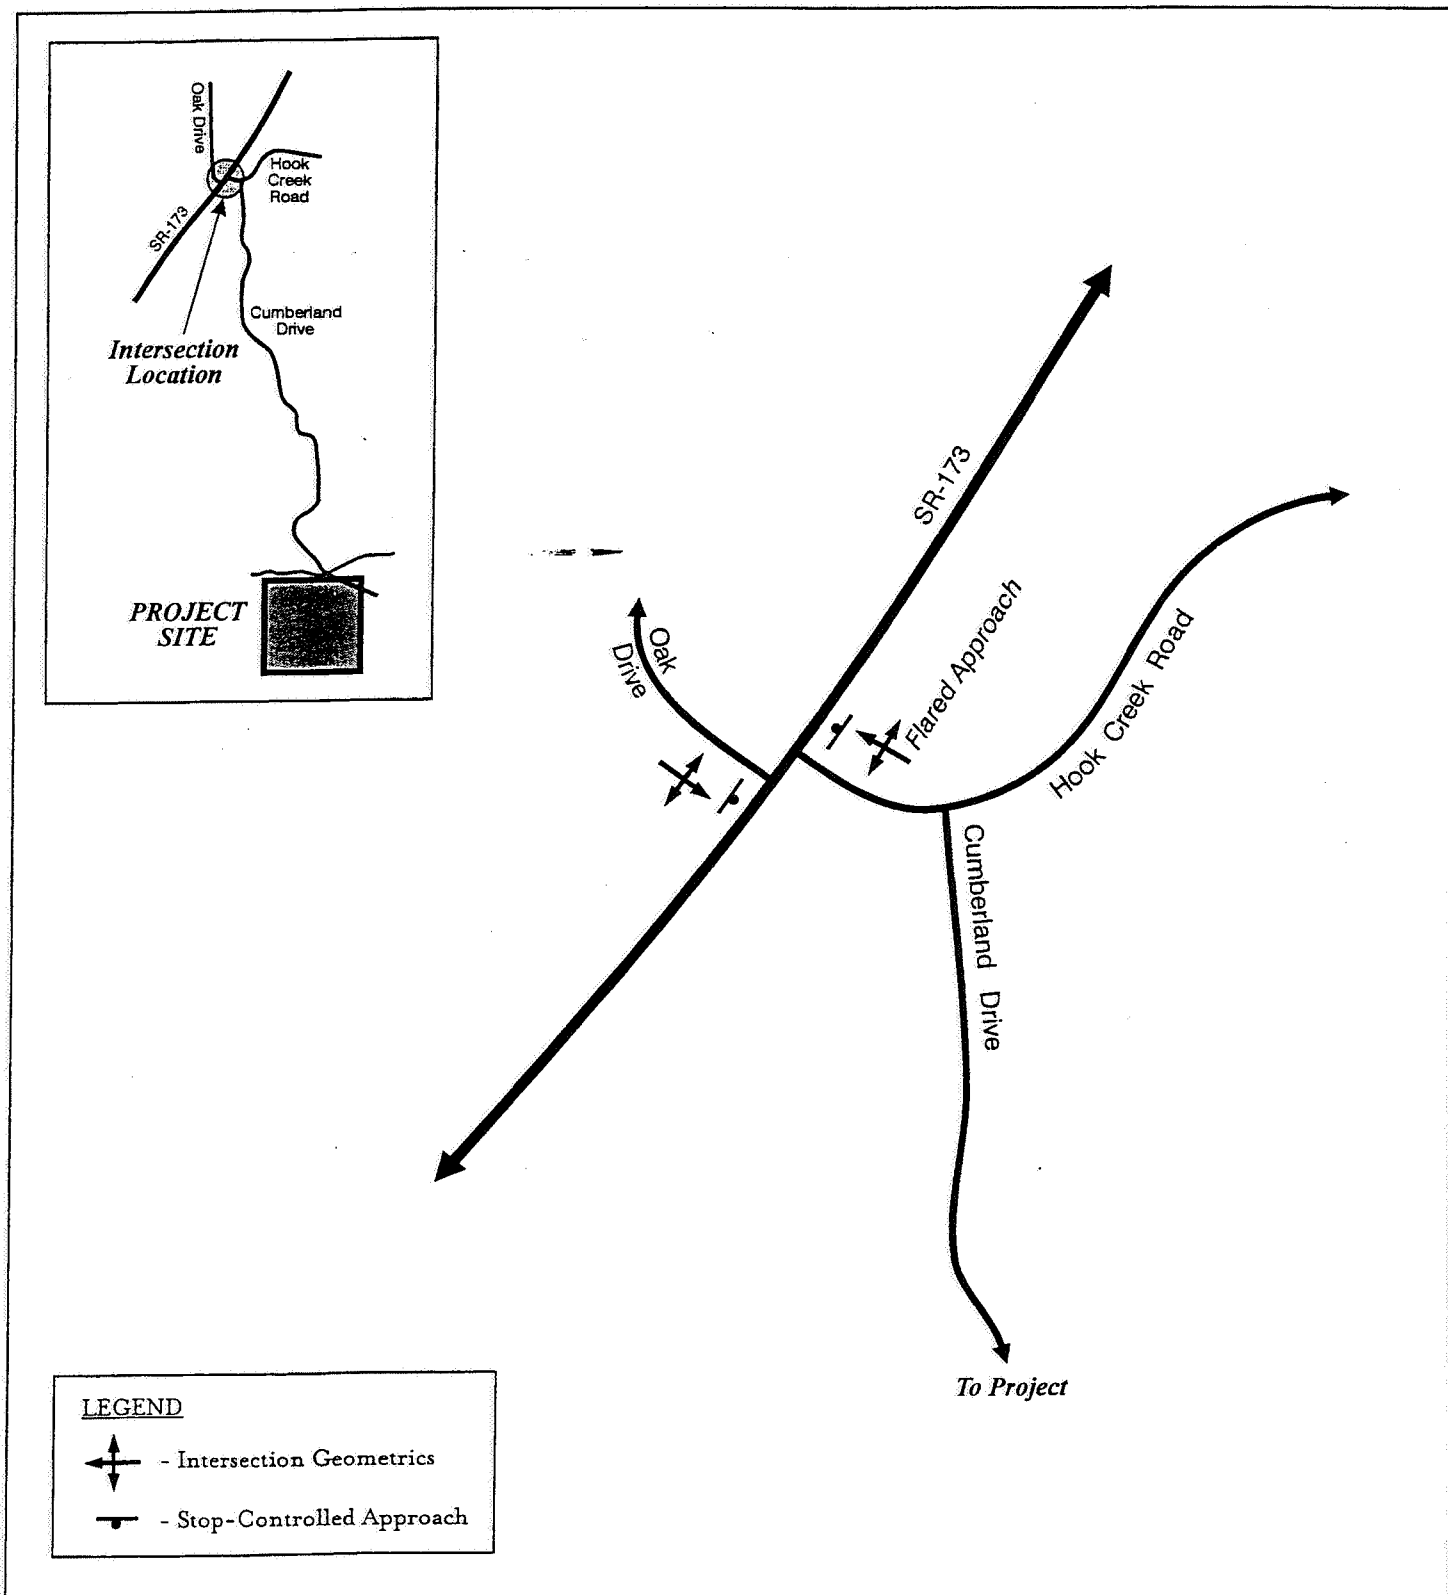 Oak Drive
Hook
Creek
Road
SR-173
Cumberland
Drive
Intersection
Location
PROJECT
SITE
SR-173
Oak
Drive
Flared Approach
Hook Creek Road
Cumberland Drive
To Project
LEGEND
- Intersection Geometrics
- Stop-Controlled Approach